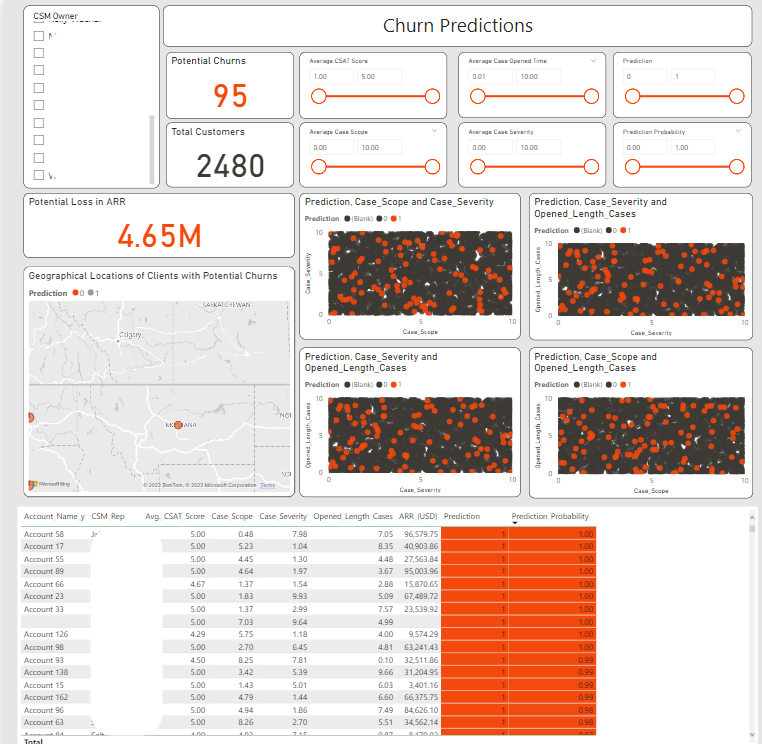 CSM Owner
Churn Predictions
Potential Churns
95
Average CSAT Score
1.00 5.00
Average Case Opened Time
0.01 10.00
Prediction
0 1
Total Customers
2480
Average Case Scope
0.00 10.00
Average Case Severity
0.00 10.00
Prediction Probability
0.00 1.00
Potential Loss in ARR
4.65M
Prediction, Case_Scope and Case_Severity
Prediction (Blank) 0 1
Case_Severity
10
5
0
0 5 10
Case_Scope
Prediction, Case_Severity and
Opened_Length_Cases
Prediction (Blank) 0 1
Opened_Length_Cases
10
5
0
0 5 10
Case_Severity
Geographical Locations of Clients with Potential Churns
Prediction 0 1
SASKATCHEWAN
Calgary
© 2023 TomTom, © 2023 Microsoft Corporation Terms
Microsoft Bing
Prediction, Case_Severity and
Opened_Length_Cases
Prediction (Blank) 0 1
Opened_Length_Cases
10
5
0
0 5 10
Case_Severity
Prediction, Case_Scope and
Opened_Length_Cases
Prediction (Blank) 0 1
Opened_Length_Cases
10
5
0
0 5 10
Case_Scope
Account_Name_y CSM_Rep Avg. CSAT_Score Case_Scope Case_Severity Opened_Length_Cases ARR (USD) Prediction Prediction_Probability
Account 58 5.00 0.48 7.98 7.05 96,579.75 1 1.00
Account 17 5.00 5.23 1.04 8.35 40,903.86 1 1.00
Account 55 5.00 4.45 1.30 4.48 27,563.84 1 1.00
Account 89 5.00 4.64 1.97 3.67 95,003.96 1 1.00
Account 66 4.67 1.37 1.54 2.88 15,870.65 1 1.00
Account 23 5.00 1.83 9.93 5.09 67,489.72 1 1.00
Account 33 5.00 1.37 2.99 7.57 23,539.92 1 1.00
5.00 7.03 9.64 4.99 1 1.00
Account 126 4.29 5.75 1.18 4.00 9,574.29 1 1.00
Account 98 5.00 2.70 6.45 4.81 63,241.43 1 1.00
Account 93 4.50 8.25 7.81 0.10 32,511.86 1 0.99
Account 138 5.00 3.42 5.39 9.66 31,204.95 1 0.99
Account 15 5.00 1.43 5.01 6.03 3,401.16 1 0.99
Account 162 5.00 4.79 1.44 6.60 66,375.75 1 0.99
Account 96 5.00 4.94 1.86 7.49 84,626.10 1 0.98
Account 63 5.00 8.26 2.70 5.51 34,562.14 1 0.98
Total